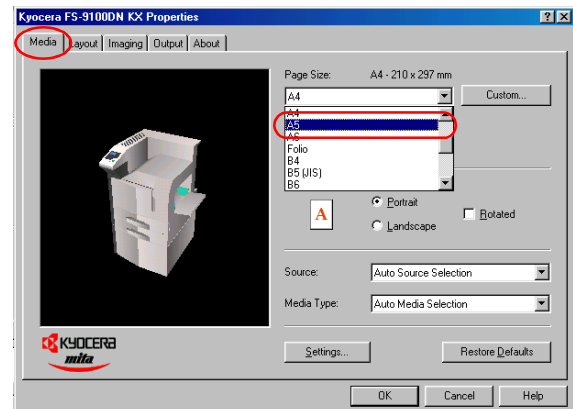 Kyocera FS-9100DN KX Properties
Media Layout Imaging Output About
Page Size: A4 - 210 x 297 mm
A4
Custom...
A4
A5
A6
Folio
B4
B5 (JIS)
B6
A
Portrait
Landscape
Rotated
Source: Auto Source Selection
Media Type: Auto Media Selection
KYOCERA
mita
Settings...
Restore Defaults
OK Cancel Help